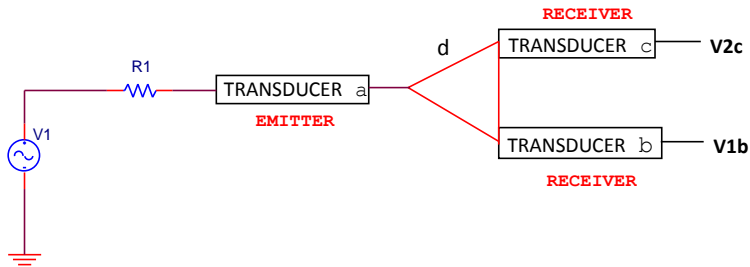 RECEIVER
d
TRANSDUCER c
V2c
R1
TRANSDUCER a
EMITTER
V1
TRANSDUCER b
V1b
RECEIVER